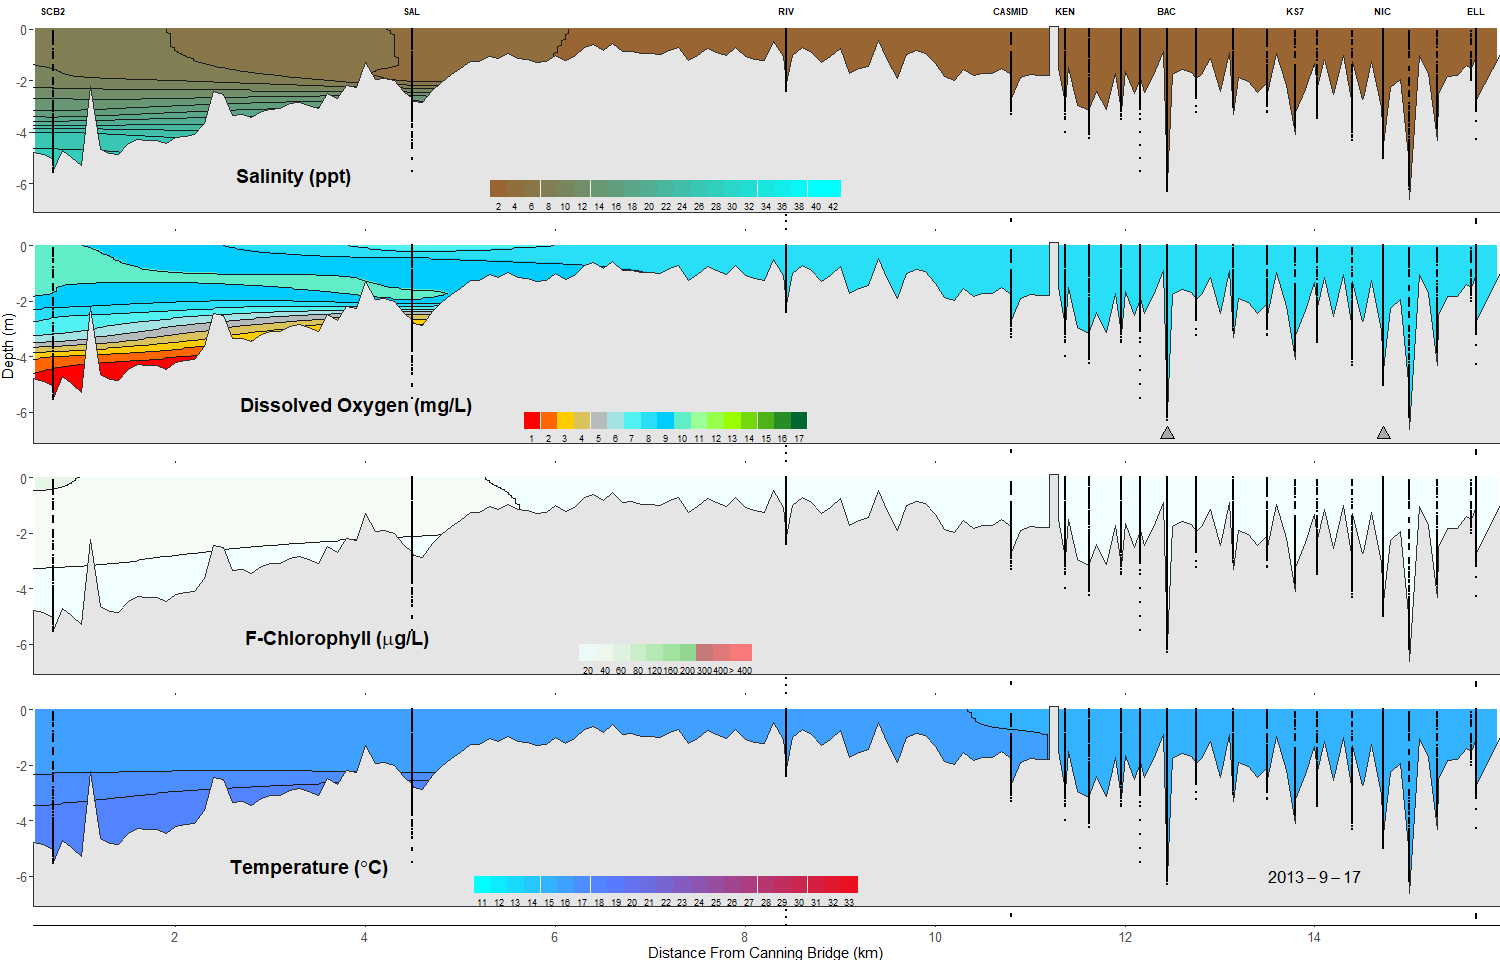 SCB2 SAL RIV CASMID KEN BAC KS7 NIC ELL
0
-2
-4
-6
Salinity (ppt)
2 4 6 8 10 12 14 16 18 20 22 24 26 28 30 32 34 36 38 40 42
0
-2
-4
-6
Depth (m)
Dissolved Oxygen (mg/L)
1 2 3 4 5 6 7 8 9 10 11 12 13 14 15 16 17
0
-2
-4
-6
F-Chlorophyll (μg/L)
20 40 60 80 120 160 200 300 400 > 400
0
-2
-4
-6
Temperature (°C)
11 12 13 14 15 16 17 18 19 20 21 22 23 24 25 26 27 28 29 30 31 32 33
2013 – 9 – 17
2 4 6 8 10 12 14
Distance From Canning Bridge (km)